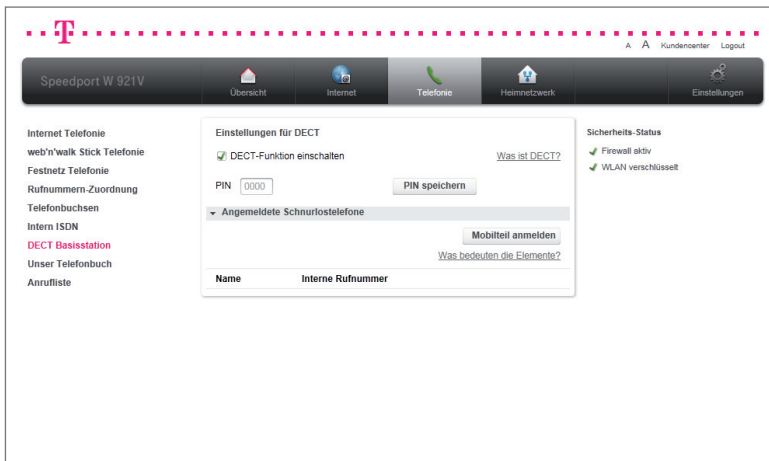 T
A A Kundencenter Logout
Speedport W 921V
Übersicht
Internet
Telefonie
Heimnetzwerk
Einstellungen
Internet Telefonie
web'n'walk Stick Telefonie
Festnetz Telefonie
Rufnummern-Zuordnung
Telefonbuchsen
Intern ISDN
DECT Basisstation
Unser Telefonbuch
Anrufliste
Einstellungen für DECT
DECT-Funktion einschalten
Was ist DECT?
PIN 0000
PIN speichern
Angemeldete Schnurlostelefone
Mobilteil anmelden
Was bedeuten die Elemente?
Name Interne Rufnummer
Sicherheits-Status
Firewall aktiv
WLAN verschlüsselt